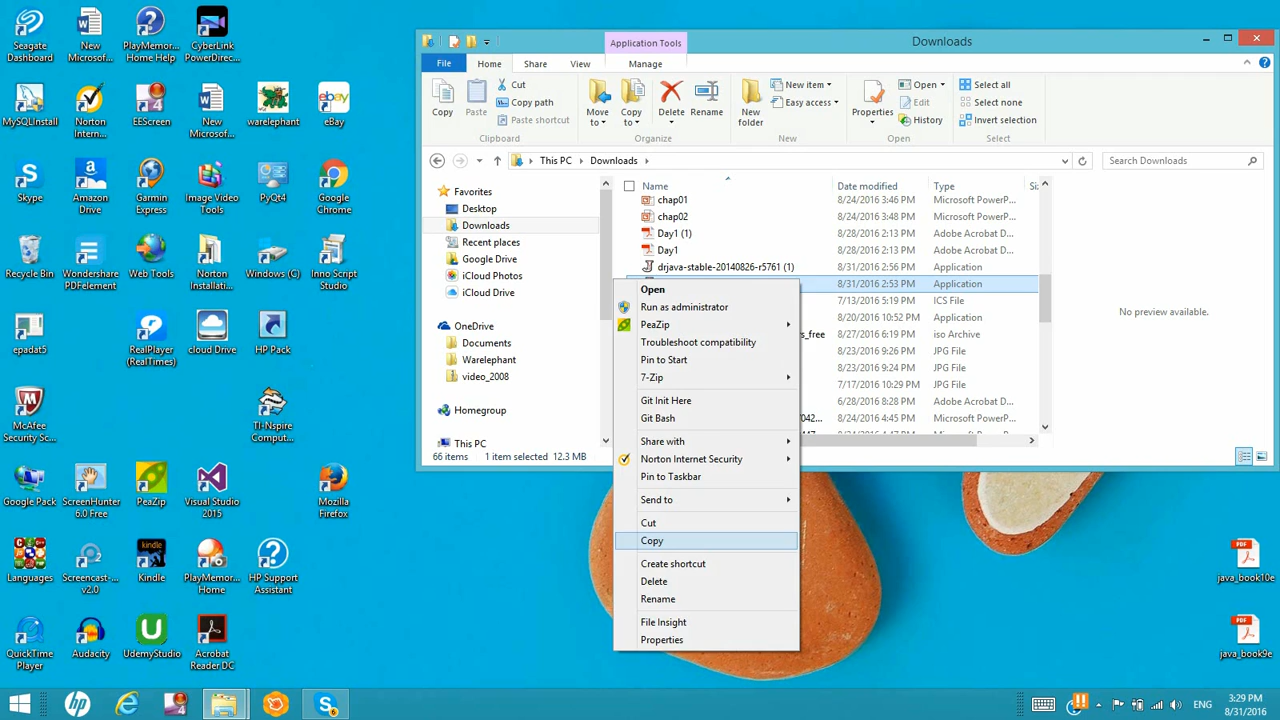 Seagate
Dashboard
New
Microsof...
PlayMemor...
Home Help
CyberLink
PowerDirec...
MySQLInstall
Norton
Intern...
EEScreen
New
Microsoft...
warelephant
eBay
Skype
Amazon
Drive
Garmin
Express
Image Video
Tools
PyQt4
Google
Chrome
Recycle Bin
Wondershare
PDFelement
Web Tools
Norton
Installati...
Windows (C)
Inno Script
Studio
epadat5
RealPlayer
(RealTimes)
cloud Drive
HP Pack
McAfee
Security Sc...
TI-Nspire
Comput...
Google Pack
ScreenHunter
6.0 Free
PeaZip
Visual Studio
2015
Mozilla
Firefox
Languages
Screencast-...
v2.0
Kindle
PlayMemor...
Home
HP Support
Assistant
QuickTime
Player
Audacity
UdemyStudio
Acrobat
Reader DC
Application Tools
Downloads
File
Home
Share
View
Manage
Copy
Paste
Cut
Copy path
Paste shortcut
Clipboard
Move
to
Copy
to
Delete
Rename
Organize
New
folder
New item
Easy access
New
Properties
Open
Edit
History
Open
Select all
Select none
Invert selection
Select
This PC
Downloads
Search Downloads
Favorites
Desktop
Downloads
Recent places
Google Drive
iCloud Photos
iCloud Drive
OneDrive
Documents
Warelephant
video_2008
Homegroup
This PC
66 items 1 item selected 12.3 MB
Name Date modified Type Si
chap01 8/24/2016 3:46 PM Microsoft PowerP...
chap02 8/24/2016 3:48 PM Microsoft PowerP...
Day1 (1) 8/28/2016 2:13 PM Adobe Acrobat D...
Day1 8/28/2016 2:13 PM Adobe Acrobat D...
drjava-stable-20140826-r5761 (1) 8/31/2016 2:56 PM Application
8/31/2016 2:53 PM Application
7/13/2016 5:19 PM ICS File
8/20/2016 10:52 PM Application
rs_free 8/27/2016 6:19 PM iso Archive
8/23/2016 9:23 PM JPG File
8/23/2016 9:24 PM JPG File
7/17/2016 10:29 PM JPG File
6/28/2016 8:28 PM Adobe Acrobat D...
042... 8/24/2016 4:45 PM Microsoft PowerP...
No preview available.
Open
Run as administrator
PeaZip
Troubleshoot compatibility
Pin to Start
7-Zip
Git Init Here
Git Bash
Share with
Norton Internet Security
Pin to Taskbar
Send to
Cut
Copy
Create shortcut
Delete
Rename
File Insight
Properties
PDF
java_book10e
PDF
java_book9e
hp
ENG
3:29 PM
8/31/2016